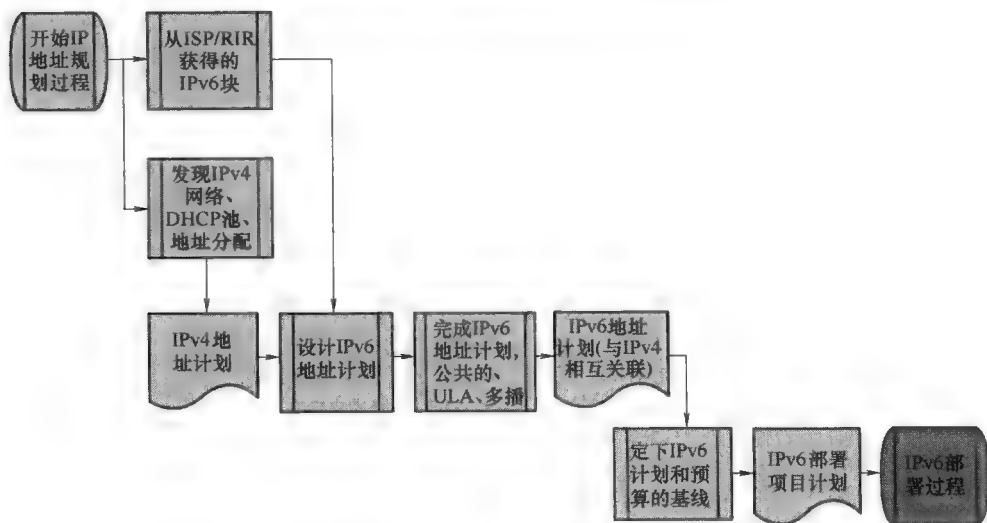 开始IP
地址规
划过程
从ISP/RIR
获得的
IPv6块
发现IPv4
网络、
DHCP池、
地址分配
IPv4地
址计划
设计IPv6
地址计划
完成IPv6
地址计划,
公共的、
ULA、多播
IPv6地址
计划(与IPv4
相互关联)
定下IPv6
计划和预
算的基线
IPv6部署
项目计划
IPv6部
署过程